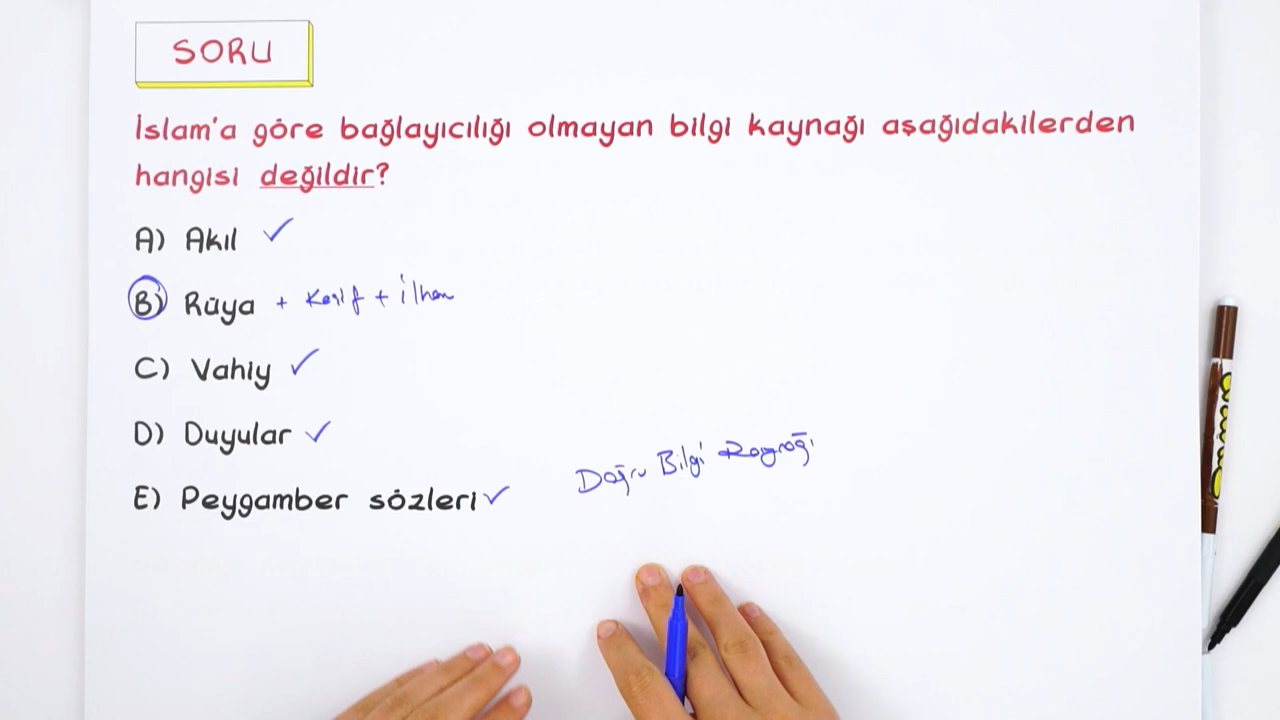 SORU
İslam'a göre bağlayıcılığı olmayan bilgi kaynağı aşağıdakilerden
hangisi değildir?
A) Akıl ✓
B) Rüya + Keşif + İlham
C) Vahiy ✓
D) Duyular ✓
E) Peygamber sözleri ✓
Doğru Bilgi Kaynağı